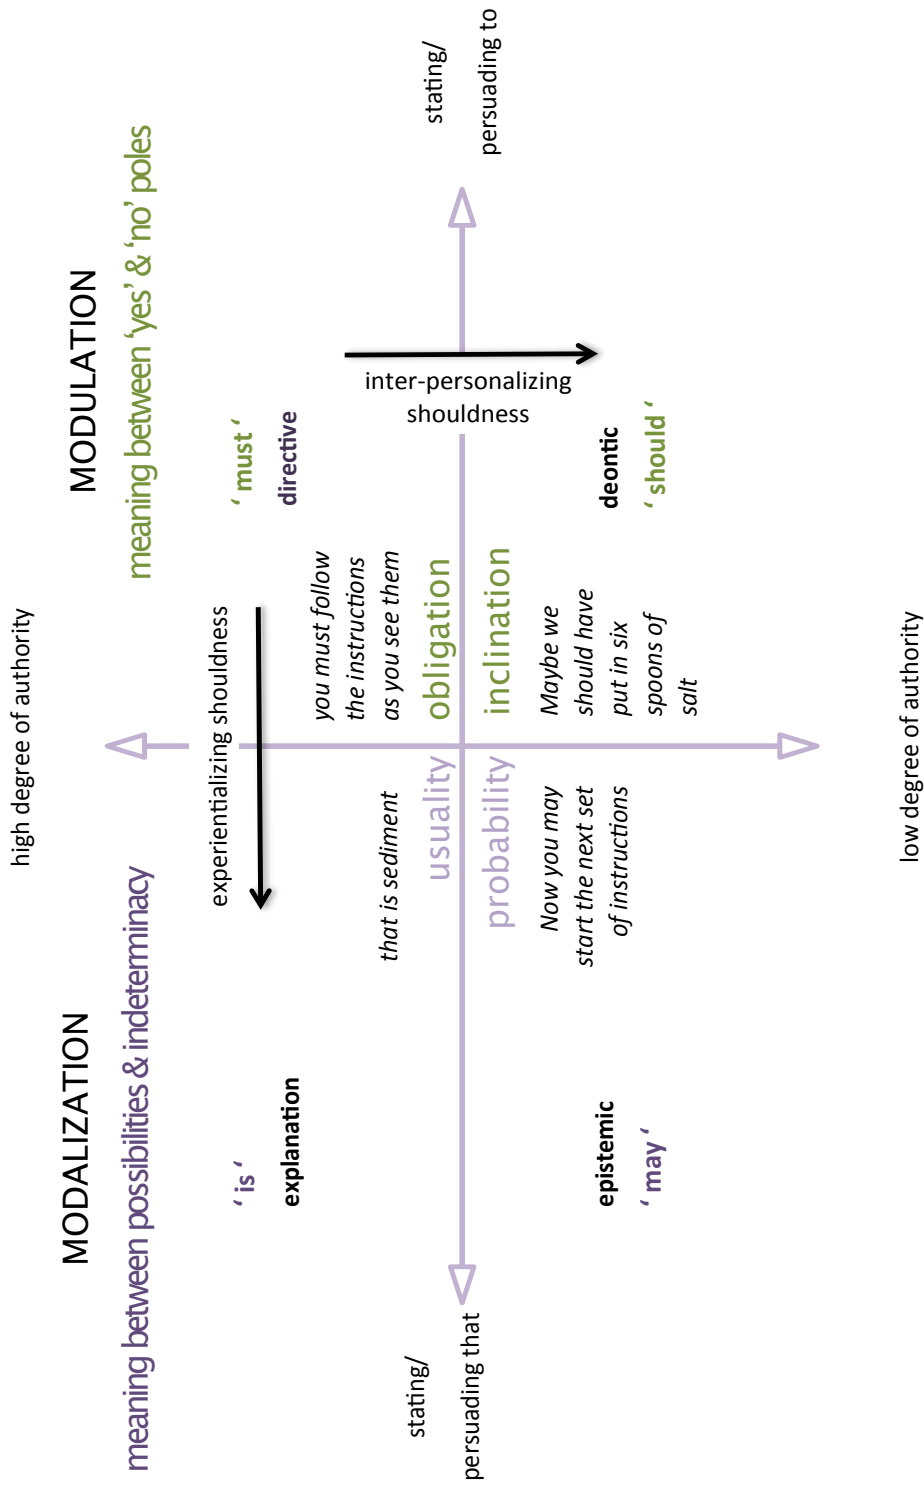 high degree of authority
MODALIZATION
meaning between possibilities & indeterminacy
MODULATION
meaning between ‘yes’ & ‘no’ poles
experientializing shouldness
‘ is ‘
explanation
‘ must ‘
directive
that is sediment
you must follow
the instructions
as you see them
usuality
obligation
stating/
persuading that
inter-personalizing
shouldness
stating/
persuading to
probability
inclination
Now you may
start the next set
of instructions
Maybe we
should have
put in six
spoons of
salt
epistemic
‘ may ‘
deontic
‘ should ‘
low degree of authority